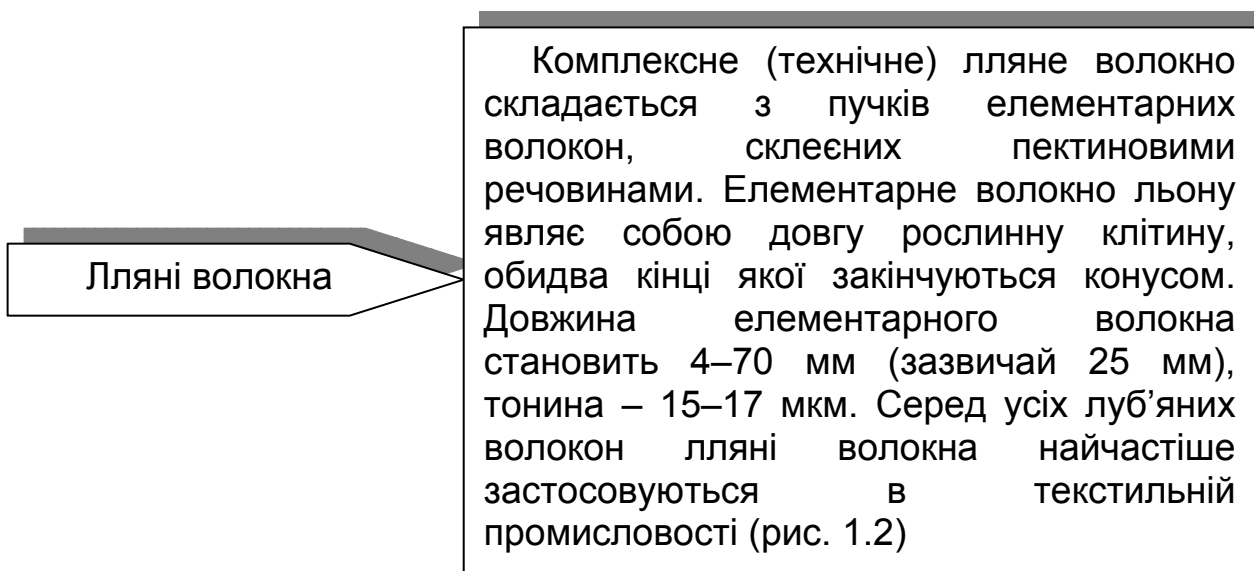 Лляні волокна
Комплексне (технічне) лляне волокно
складається з пучків елементарних
волокон, склеєних пектиновими
речовинами. Елементарне волокно льону
являє собою довгу рослинну клітину,
обидва кінці якої закінчуються конусом.
Довжина елементарного волокна
становить 4–70 мм (зазвичай 25 мм),
тонина – 15–17 мкм. Серед усіх луб’яних
волокон лляні волокна найчастіше
застосовуються в текстильній
промисловості (рис. 1.2)